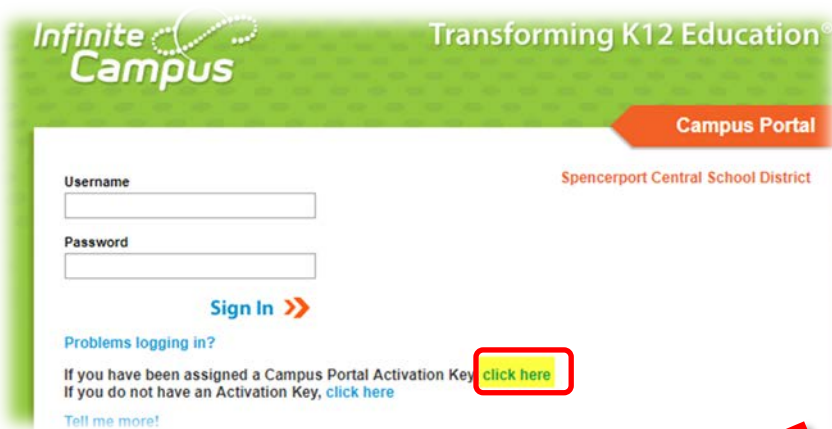 Infinite
Campus
Transforming K12 Education®
Campus Portal
Spencerport Central School District
Username
Password
Sign In
Problems logging in?
If you have been assigned a Campus Portal Activation Key, click here
If you do not have an Activation Key, click here
Tell me more!